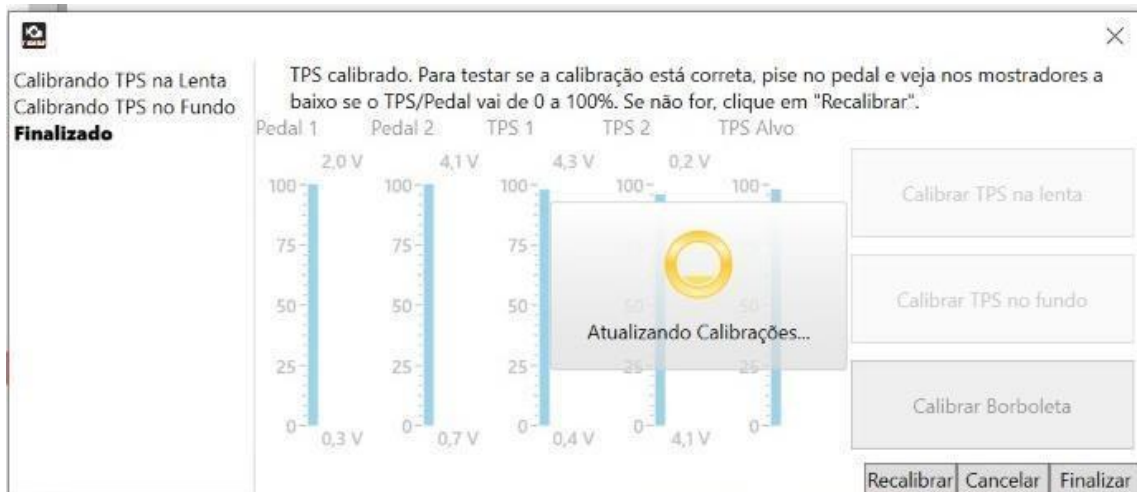 Calibrando TPS na Lenta
Calibrando TPS no Fundo
Finalizado
TPS calibrado. Para testar se a calibração está correta, pise no pedal e veja nos mostradores a
baixo se o TPS/Pedal vai de 0 a 100%. Se não for, clique em "Recalibrar".
Pedal 1 Pedal 2 TPS 1 TPS 2 TPS Alvo
2,0 V 4,1 V 4,3 V 0,2 V
100 100 100 100 100
75 75 75
50 50 50
25 25 25 25 25
0 0 0 0 0
0,3 V 0,7 V 0,4 V 4,1 V
Atualizando Calibrações...
Calibrar TPS na lenta
Calibrar TPS no fundo
Calibrar Borboleta
Recalibrar Cancelar Finalizar